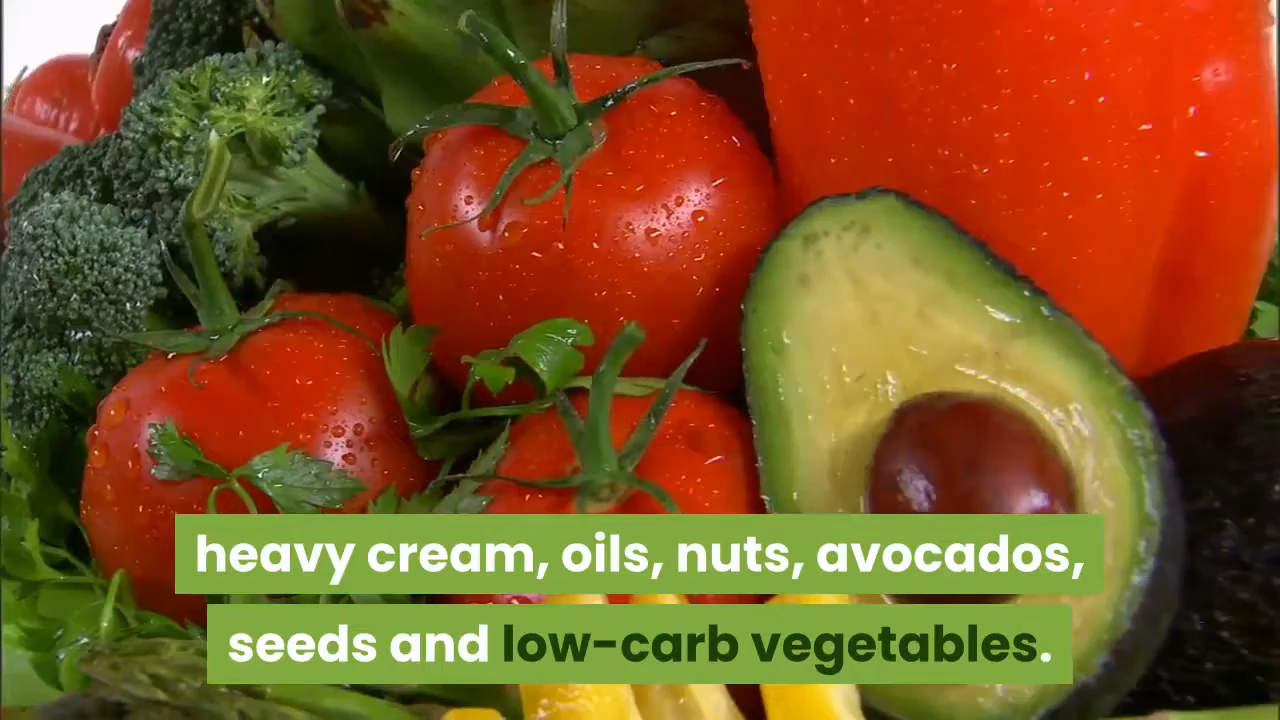 heavy cream, oils, nuts, avocados,
seeds and low-carb vegetables.